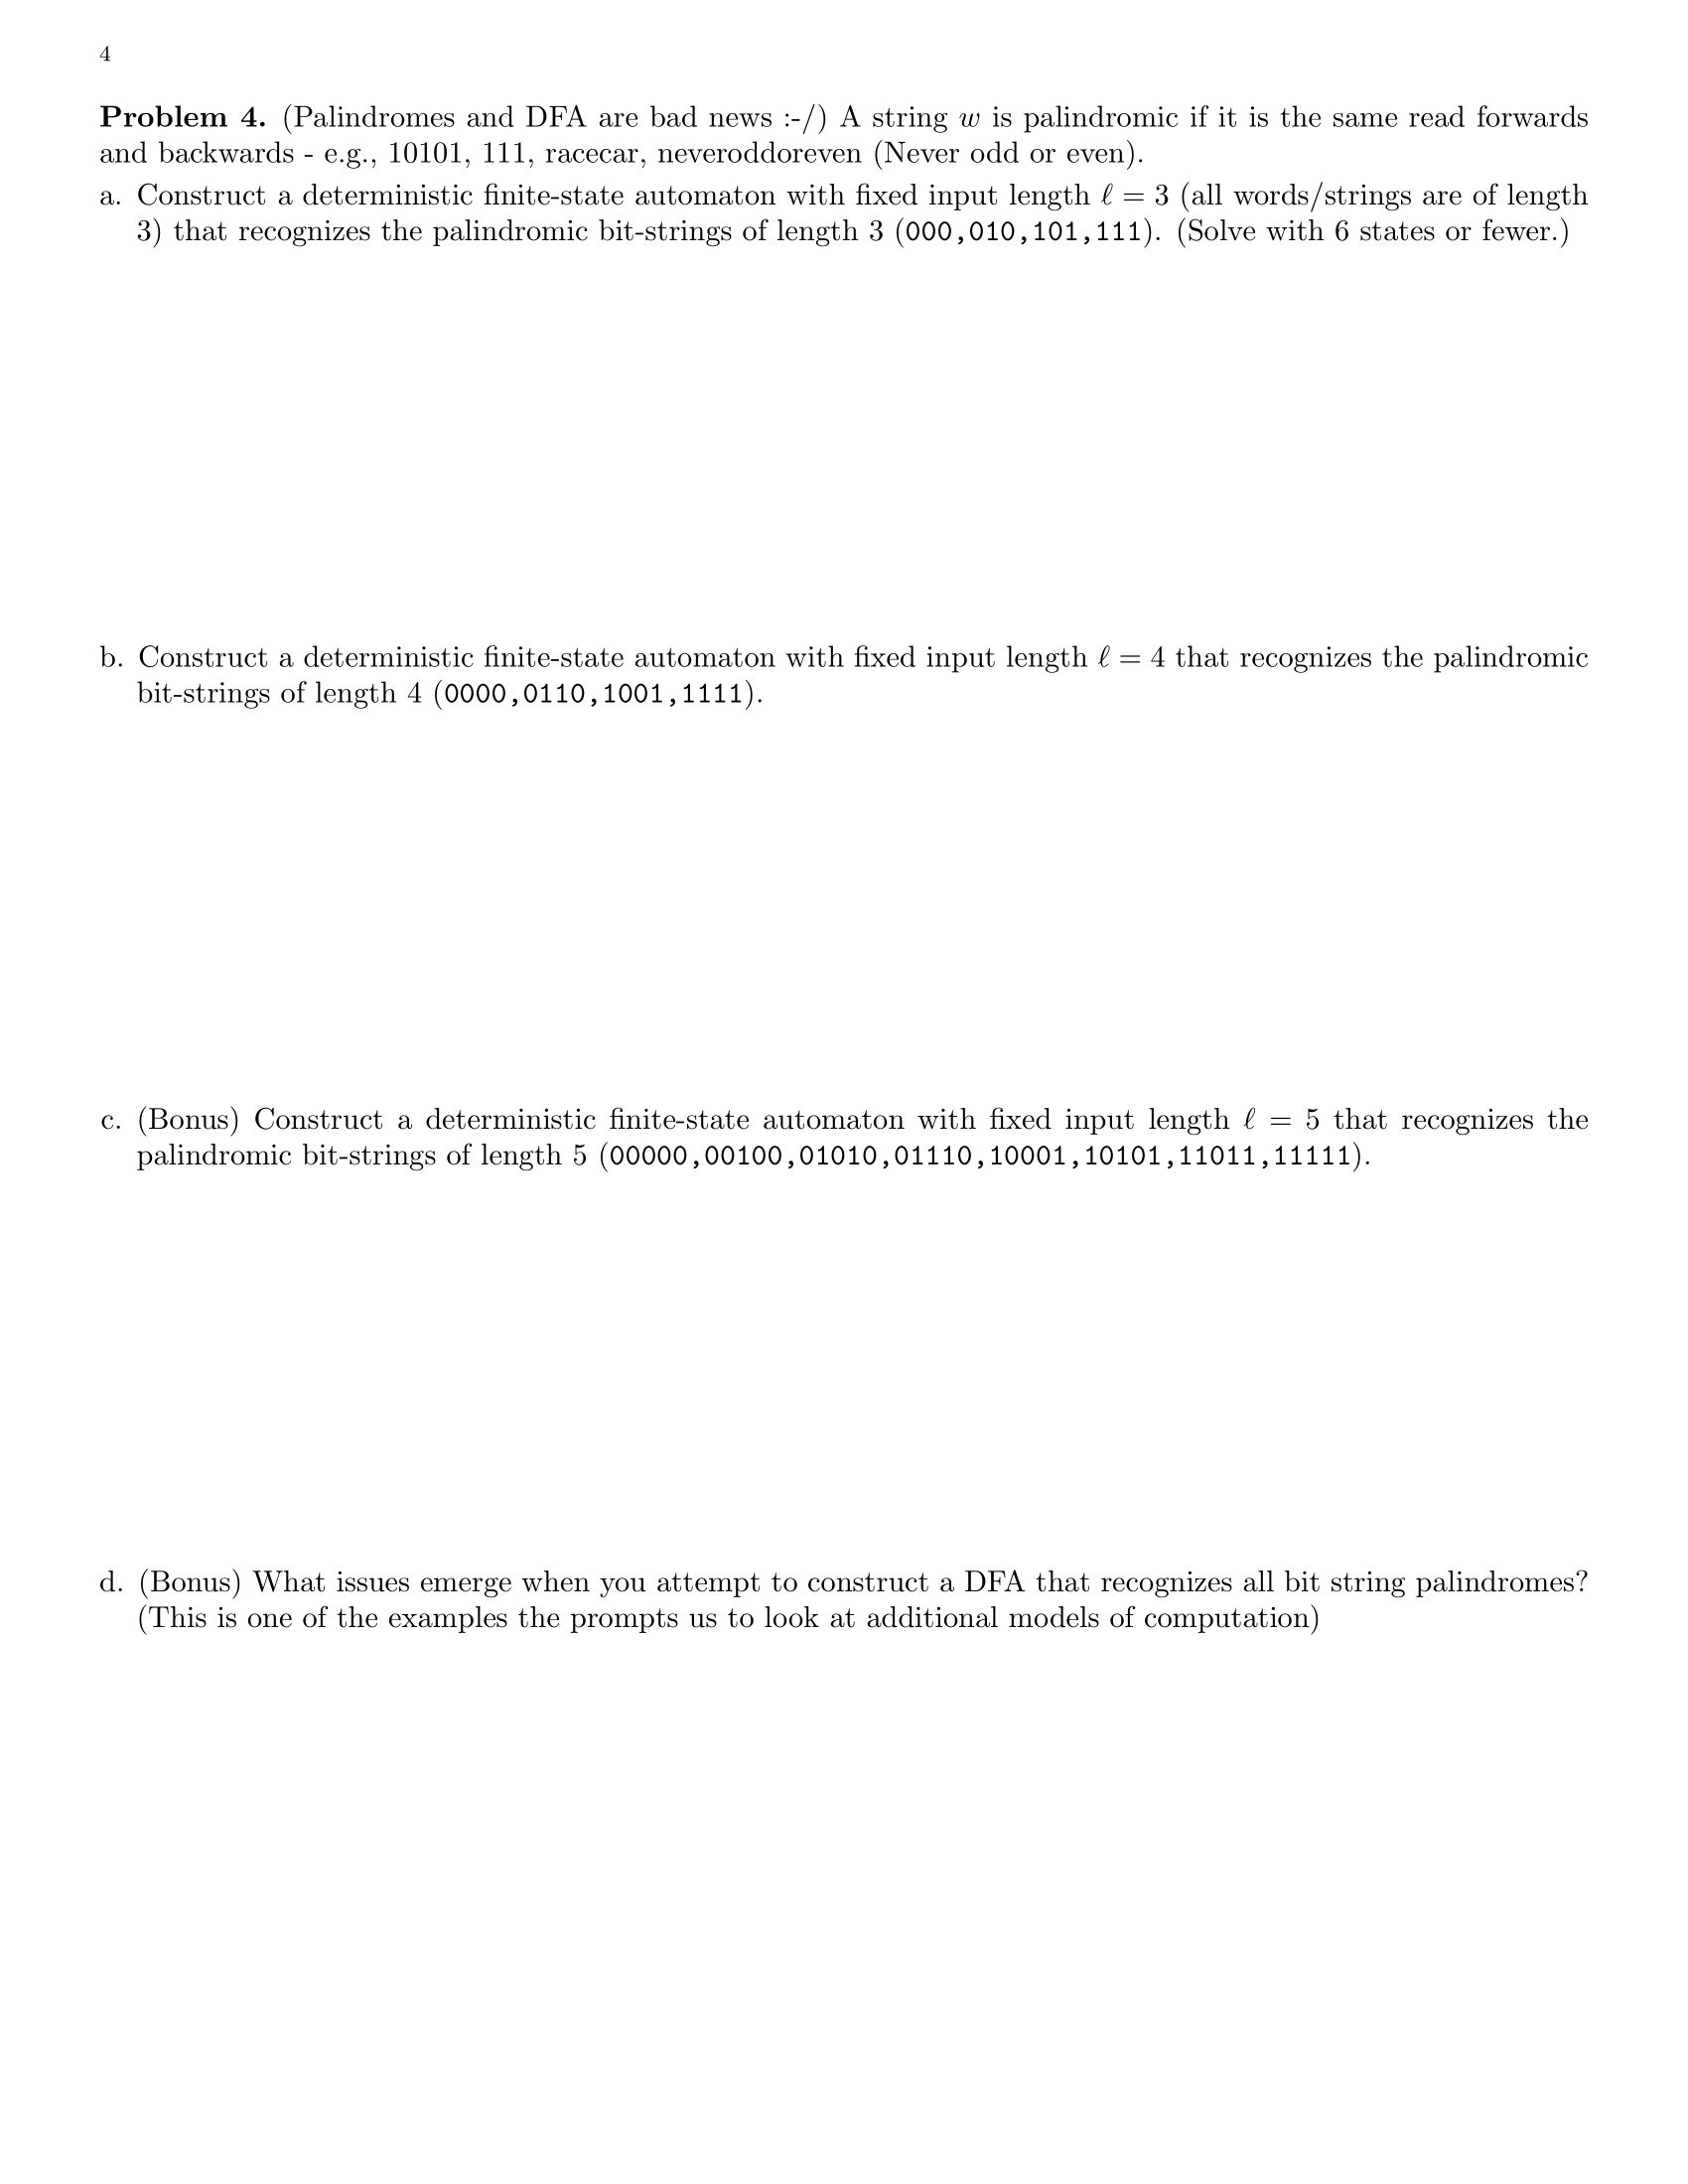 4
Problem 4. (Palindromes and DFA are bad news :-/) A string w is palindromic if it is the same read forwards
and backwards - e.g., 10101, 111, racecar, neveroddoreven (Never odd or even).
a. Construct a deterministic finite-state automaton with fixed input length ℓ = 3 (all words/strings are of length
3) that recognizes the palindromic bit-strings of length 3 (000,010,101,111). (Solve with 6 states or fewer.)
b. Construct a deterministic finite-state automaton with fixed input length ℓ = 4 that recognizes the palindromic
bit-strings of length 4 (0000,0110,1001,1111).
c. (Bonus) Construct a deterministic finite-state automaton with fixed input length ℓ = 5 that recognizes the
palindromic bit-strings of length 5 (00000,00100,01010,01110,10001,10101,11011,11111).
d. (Bonus) What issues emerge when you attempt to construct a DFA that recognizes all bit string palindromes?
(This is one of the examples the prompts us to look at additional models of computation)